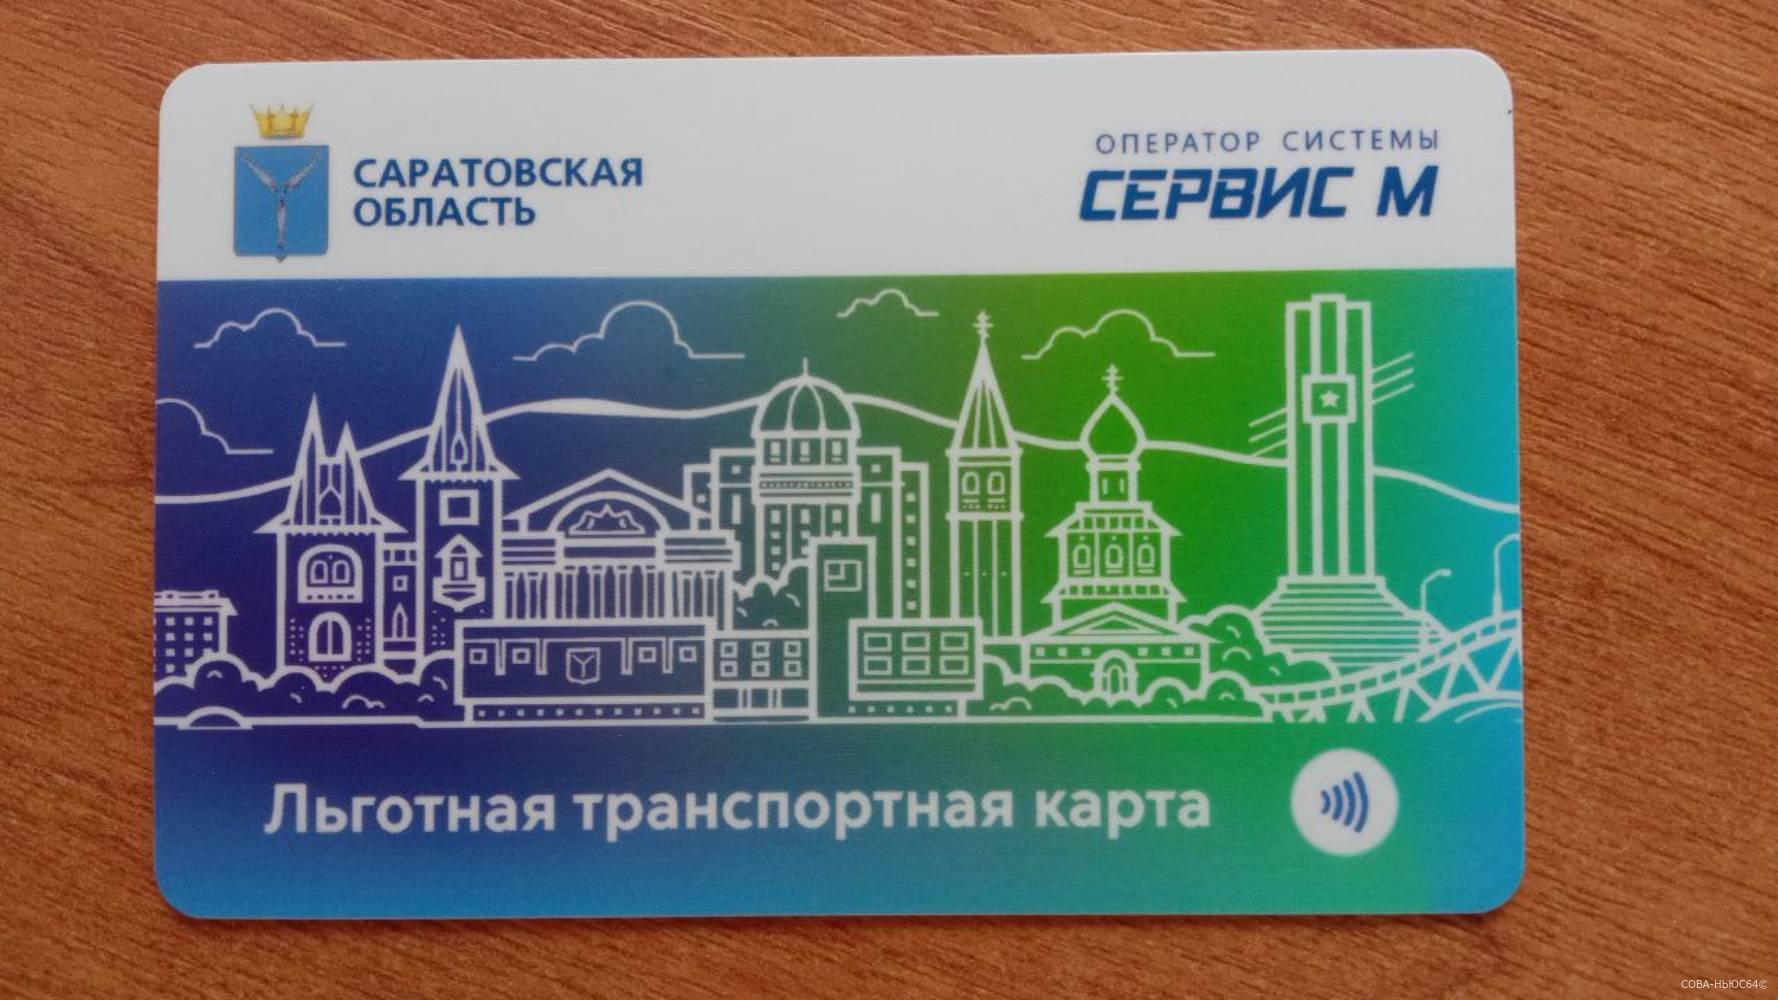 САРАТОВСКАЯ
ОБЛАСТЬ
ОПЕРАТОР СИСТЕМЫ
СЕРВИС М
Льготная транспортная карта
СОВА-НЬЮС64©